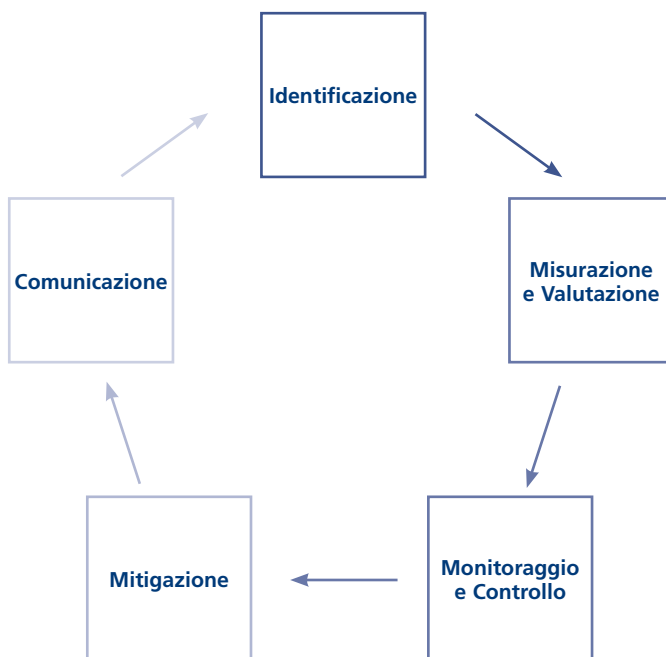 Identificazione
Misurazione
e Valutazione
Monitoraggio
e Controllo
Mitigazione
Comunicazione